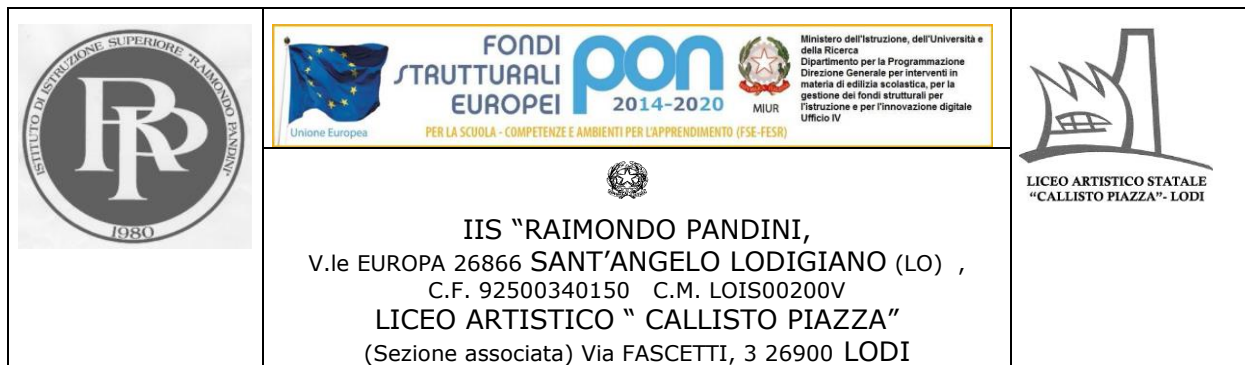 ISTITUTO DI ISTRUZIONE SUPERIORE "RAIMONDO PANDINI"
1980
Unione Europea
FONDI
STRUTTURALI
EUROPEI
pon
2014-2020
MIUR
Ministero dell'Istruzione, dell'Università e
della Ricerca
Dipartimento per la Programmazione
Direzione Generale per interventi in
materia di edilizia scolastica, per la
gestione dei fondi strutturali per
l'istruzione e per l'innovazione digitale
Ufficio IV
PER LA SCUOLA - COMPETENZE E AMBIENTI PER L'APPRENDIMENTO (FSE-FESR)
IIS "RAIMONDO PANDINI,
V.le EUROPA 26866 SANT'ANGELO LODIGIANO (LO) ,
C.F. 92500340150 C.M. LOIS00200V
LICEO ARTISTICO " CALLISTO PIAZZA"
(Sezione associata) Via FASCETTI, 3 26900 LODI
LICEO ARTISTICO STATALE
"CALLISTO PIAZZA"- LODI